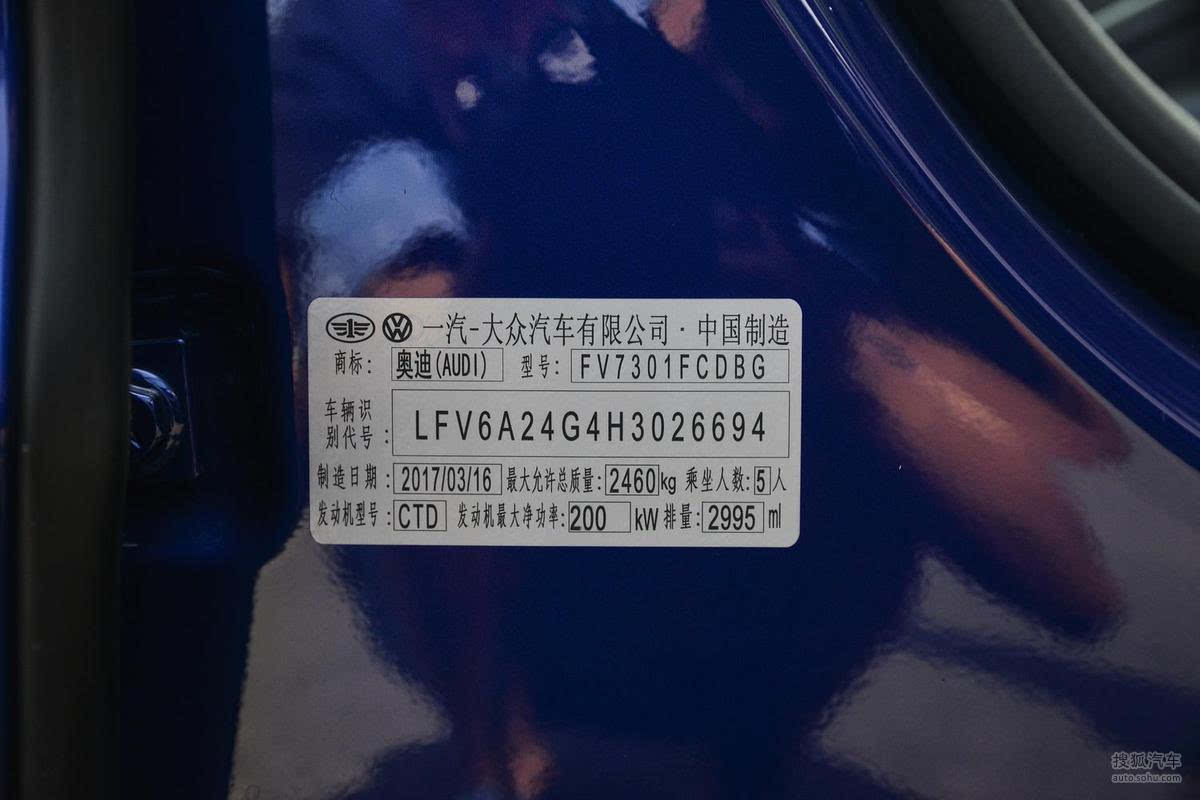 一汽-大众汽车有限公司·中国制造
商标: 奥迪(AUDI) 型号: FV7301FCDBG
车辆识
别代号: LFV6A24G4H3026694
制造日期: 2017/03/16 最大允许总质量: 2460kg 乘坐人数: 5人
发动机型号: CTD 发动机最大净功率: 200 kW 排量: 2995 ml
搜狐汽车
auto.sohu.com